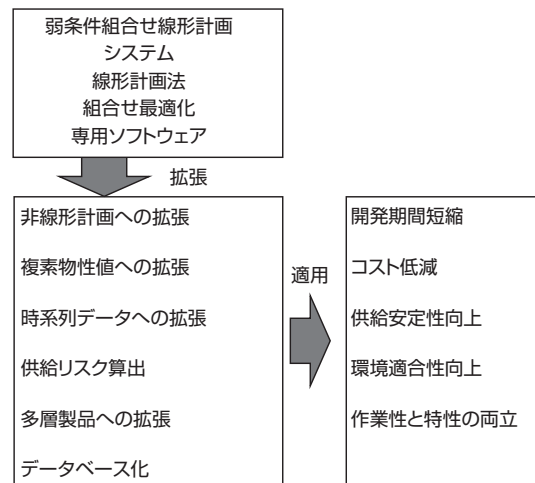 弱条件組合せ線形計画
システム
線形計画法
組合せ最適化
専用ソフトウェア
拡張
非線形計画への拡張
複素物性値への拡張
時系列データへの拡張
供給リスク算出
多層製品への拡張
データベース化
適用
開発期間短縮
コスト低減
供給安定性向上
環境適合性向上
作業性と特性の両立